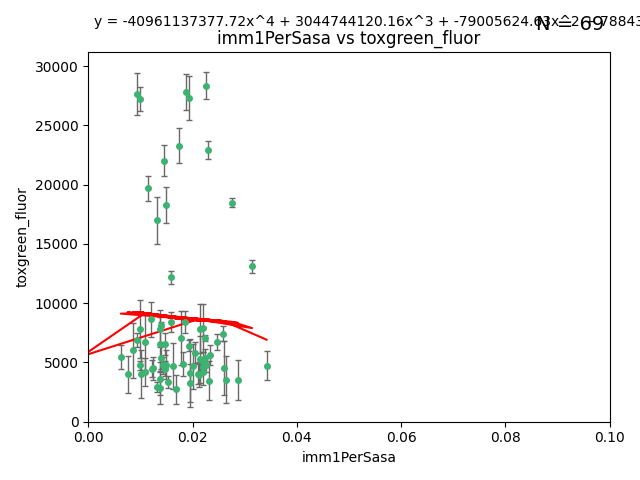 y = -40961137377.72x^4 + 3044744120.16x^3 + -79005624.63x^2 + 78843
N = 69
imm1PerSasa vs toxgreen_fluor
30000
25000
20000
15000
10000
5000
0
toxgreen_fluor
0.00 0.02 0.04 0.06 0.08 0.10
imm1PerSasa